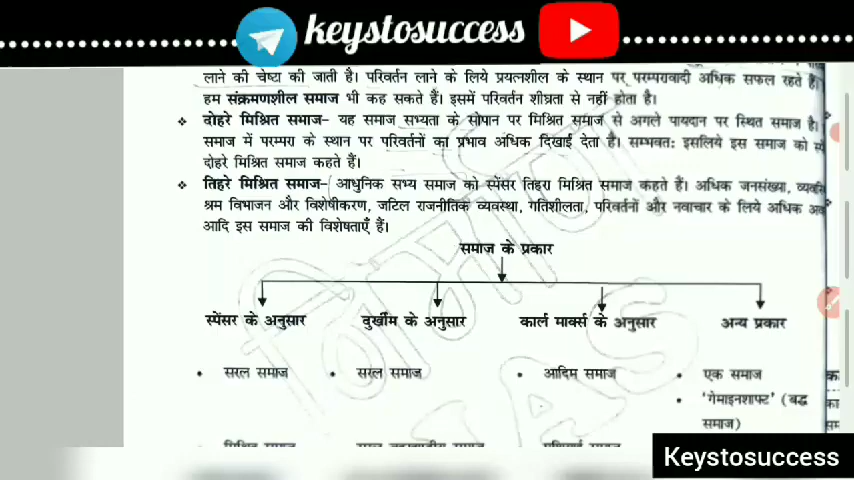 keystosuccess
लाने की चेष्टा की जाती है। परिवर्तन लाने के लिये प्रयत्नशील के स्थान पर परम्परावादी अधिक सफल रहते हैं।
हम संक्रमणशील समाज भी कह सकते हैं। इसमें परिवर्तन शीघ्रता से नहीं होता है।
❖ दोहरे मिश्रित समाज– यह समाज सभ्यता के सोपान पर मिश्रित समाज से अगले पायदान पर स्थित समाज है।
समाज में परम्परा के स्थान पर परिवर्तनों का प्रभाव अधिक दिखाई देता है। सम्भवतः इसलिये इस समाज को
दोहरे मिश्रित समाज कहते हैं।
❖ तिहरे मिश्रित समाज– आधुनिक सभ्य समाज को स्पेंसर तिहरा मिश्रित समाज कहते हैं। अधिक जनसंख्या,
श्रम विभाजन और विशेषीकरण, जटिल राजनीतिक व्यवस्था, गतिशीलता, परिवर्तनों और नवाचार के लिये अधिक
आदि इस समाज की विशेषताएँ हैं।
समाज के प्रकार
स्पेंसर के अनुसार दुर्खीम के अनुसार कार्ल मार्क्स के अनुसार अन्य प्रकार
• सरल समाज • सरल समाज • आदिम समाज • एक समाज
• 'गेमाइनशाफ्ट' (बद्ध
समाज)
निर्माण IAS
Keystosuccess